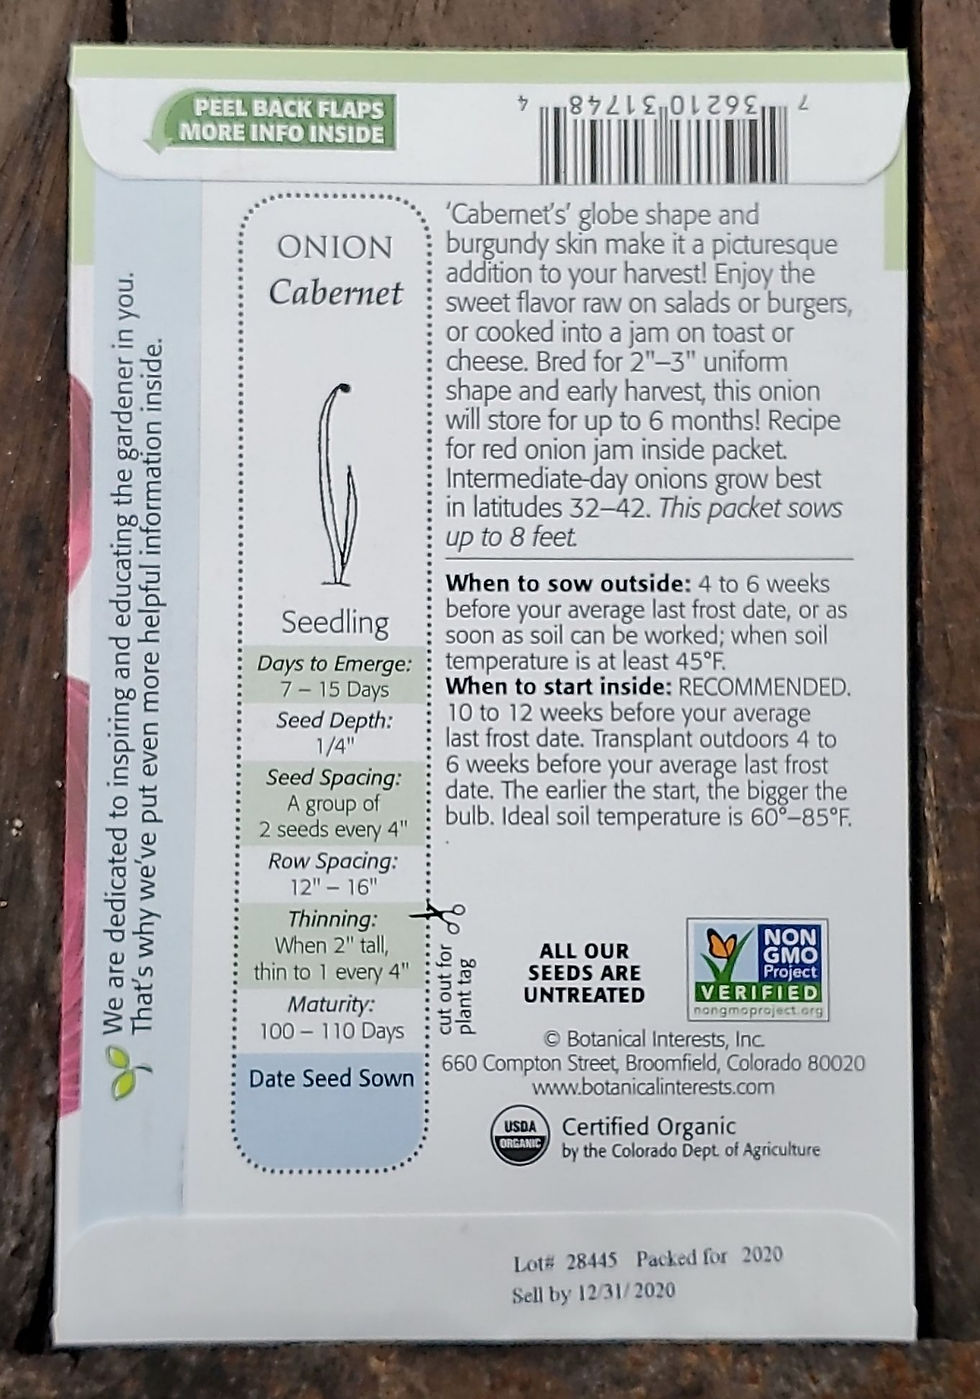 PEEL BACK FLAPS
MORE INFO INSIDE
7 36210 31748 4
We are dedicated to inspiring and educating the gardener in you.
That's why we've put even more helpful information inside.
ONION
Cabernet
Seedling
Days to Emerge:
7 – 15 Days
Seed Depth:
1/4"
Seed Spacing:
A group of
2 seeds every 4"
Row Spacing:
12" – 16"
Thinning:
When 2" tall,
thin to 1 every 4"
Maturity:
100 – 110 Days
Date Seed Sown
cut out for
plant tag
'Cabernet's' globe shape and
burgundy skin make it a picturesque
addition to your harvest! Enjoy the
sweet flavor raw on salads or burgers,
or cooked into a jam on toast or
cheese. Bred for 2"–3" uniform
shape and early harvest, this onion
will store for up to 6 months! Recipe
for red onion jam inside packet.
Intermediate-day onions grow best
in latitudes 32–42. This packet sows
up to 8 feet.
When to sow outside: 4 to 6 weeks
before your average last frost date, or as
soon as soil can be worked; when soil
temperature is at least 45°F.
When to start inside: RECOMMENDED.
10 to 12 weeks before your average
last frost date. Transplant outdoors 4 to
6 weeks before your average last frost
date. The earlier the start, the bigger the
bulb. Ideal soil temperature is 60°–85°F.
ALL OUR
SEEDS ARE
UNTREATED
NON
GMO
Project
VERIFIED
nongmoproject.org
© Botanical Interests, Inc.
660 Compton Street, Broomfield, Colorado 80020
www.botanicalinterests.com
USDA
ORGANIC
Certified Organic
by the Colorado Dept. of Agriculture
Lot# 28445 Packed for 2020
Sell by 12/31/2020